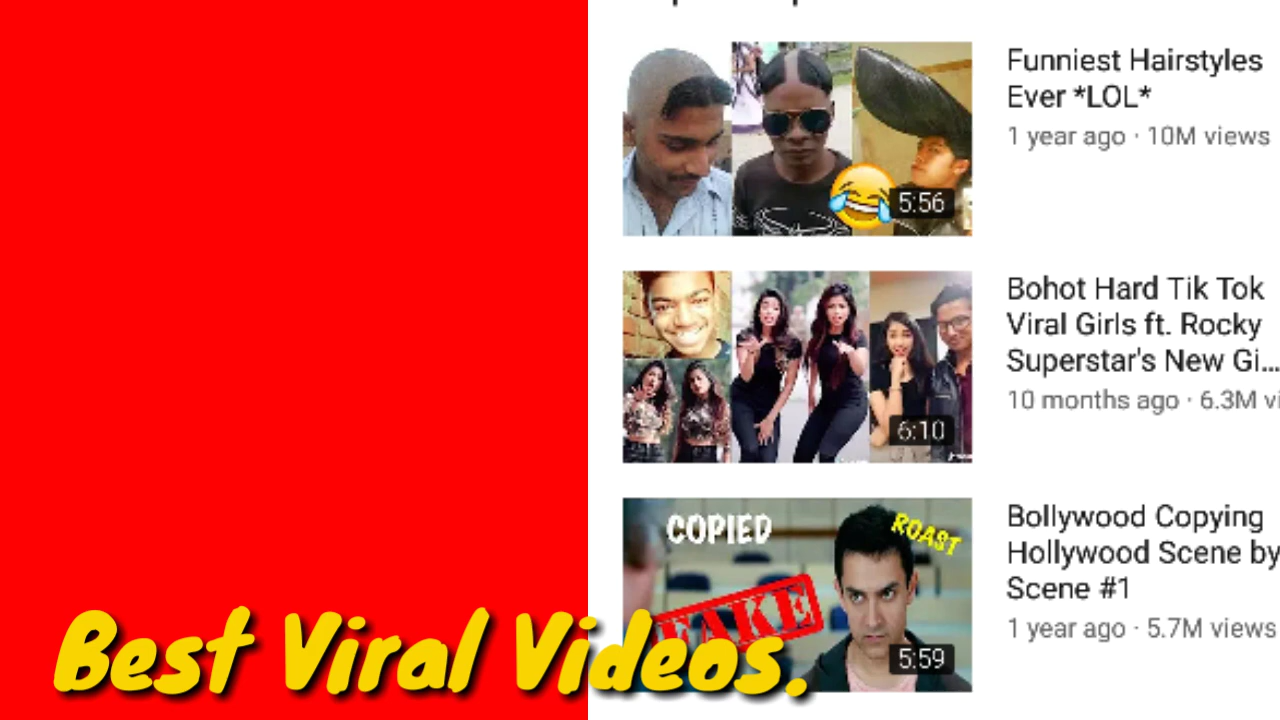 Funniest Hairstyles
Ever *LOL*
1 year ago · 10M views
5:56
Bohot Hard Tik Tok
Viral Girls ft. Rocky
Superstar's New Gi...
10 months ago · 6.3M vi
6:10
COPIED
ROAST
FAKE
5:59
Bollywood Copying
Hollywood Scene by
Scene #1
1 year ago · 5.7M views
Best Viral Videos.